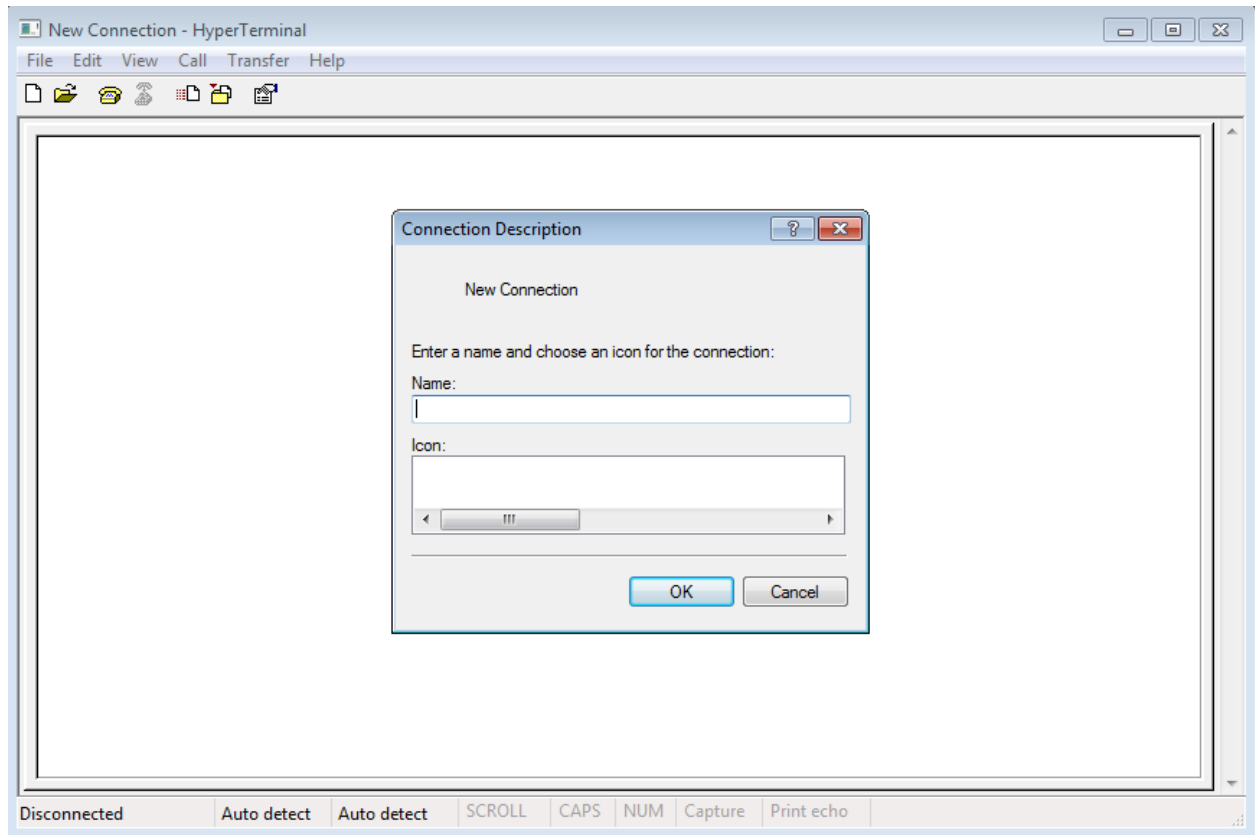 New Connection - HyperTerminal
File Edit View Call Transfer Help
Connection Description
New Connection
Enter a name and choose an icon for the connection:
Name:
Icon:
OK Cancel
Disconnected Auto detect Auto detect SCROLL CAPS NUM Capture Print echo